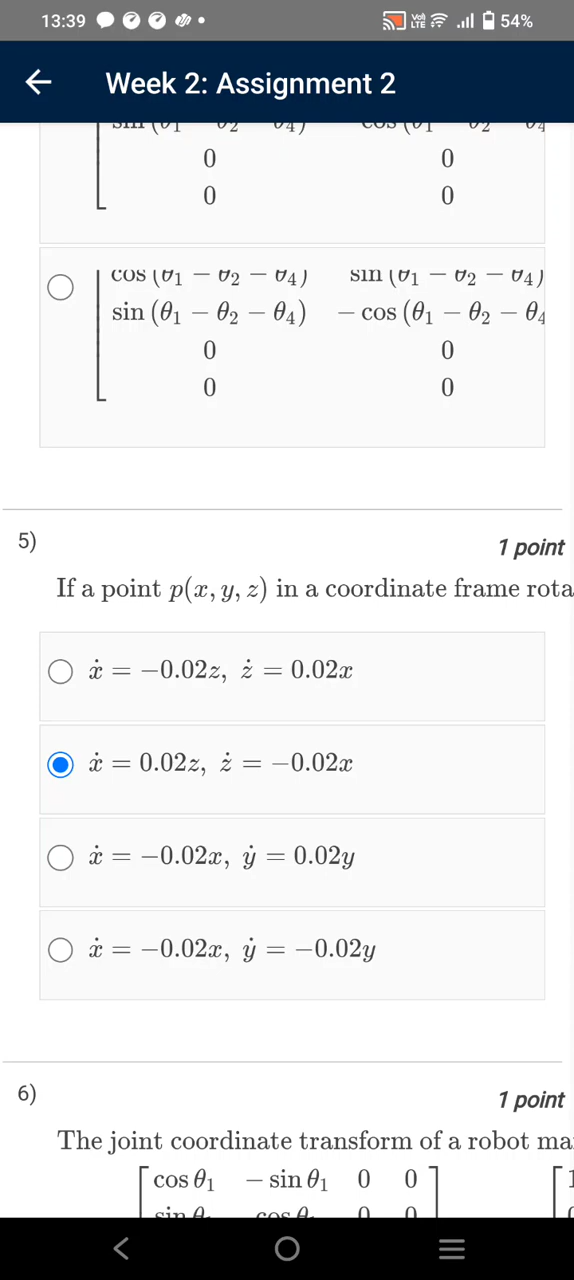 13:39 Vo) LTE 54%
Week 2: Assignment 2
0 0
0 0
cos (θ₁ − θ₂ − θ₄) sin (θ₁ − θ₂ − θ₄)
sin (θ₁ − θ₂ − θ₄) − cos (θ₁ − θ₂ − θ₄
0 0
0 0
5)
1 point
If a point p(x, y, z) in a coordinate frame rota
ẋ = −0.02z, ż = 0.02x
ẋ = 0.02z, ż = −0.02x
ẋ = −0.02x, ẏ = 0.02y
ẋ = −0.02x, ẏ = −0.02y
6)
1 point
The joint coordinate transform of a robot ma
cos θ₁ − sin θ₁ 0 0